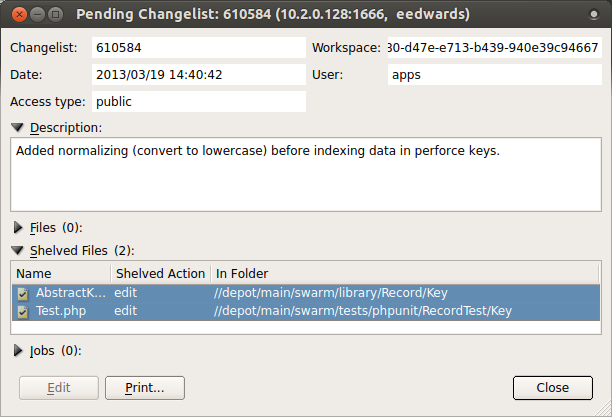 Pending Changelist: 610584 (10.2.0.128:1666, eedwards)
Changelist: 610584 Workspace: 30-d47e-e713-b439-940e39c94667
Date: 2013/03/19 14:40:42 User: apps
Access type: public
Description:
Added normalizing (convert to lowercase) before indexing data in perforce keys.
Files (0):
Shelved Files (2):
Name Shelved Action In Folder
AbstractK... edit //depot/main/swarm/library/Record/Key
Test.php edit //depot/main/swarm/tests/phpunit/RecordTest/Key
Jobs (0):
Edit Print... Close